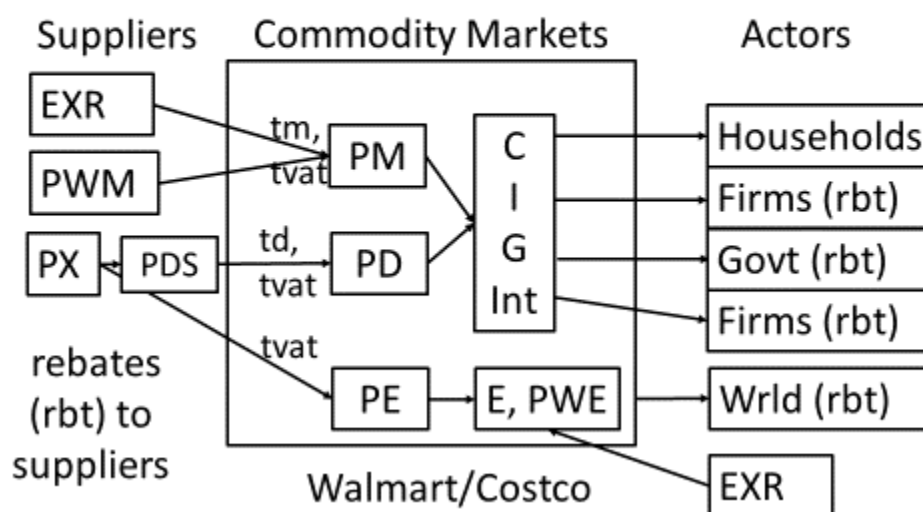 Suppliers
Commodity Markets
Actors
EXR
PWM
PX
PDS
tm,
tvat
td,
tvat
tvat
PM
PD
PE
C
I
G
Int
E, PWE
Households
Firms (rbt)
Govt (rbt)
Firms (rbt)
Wrld (rbt)
EXR
rebates
(rbt) to
suppliers
Walmart/Costco